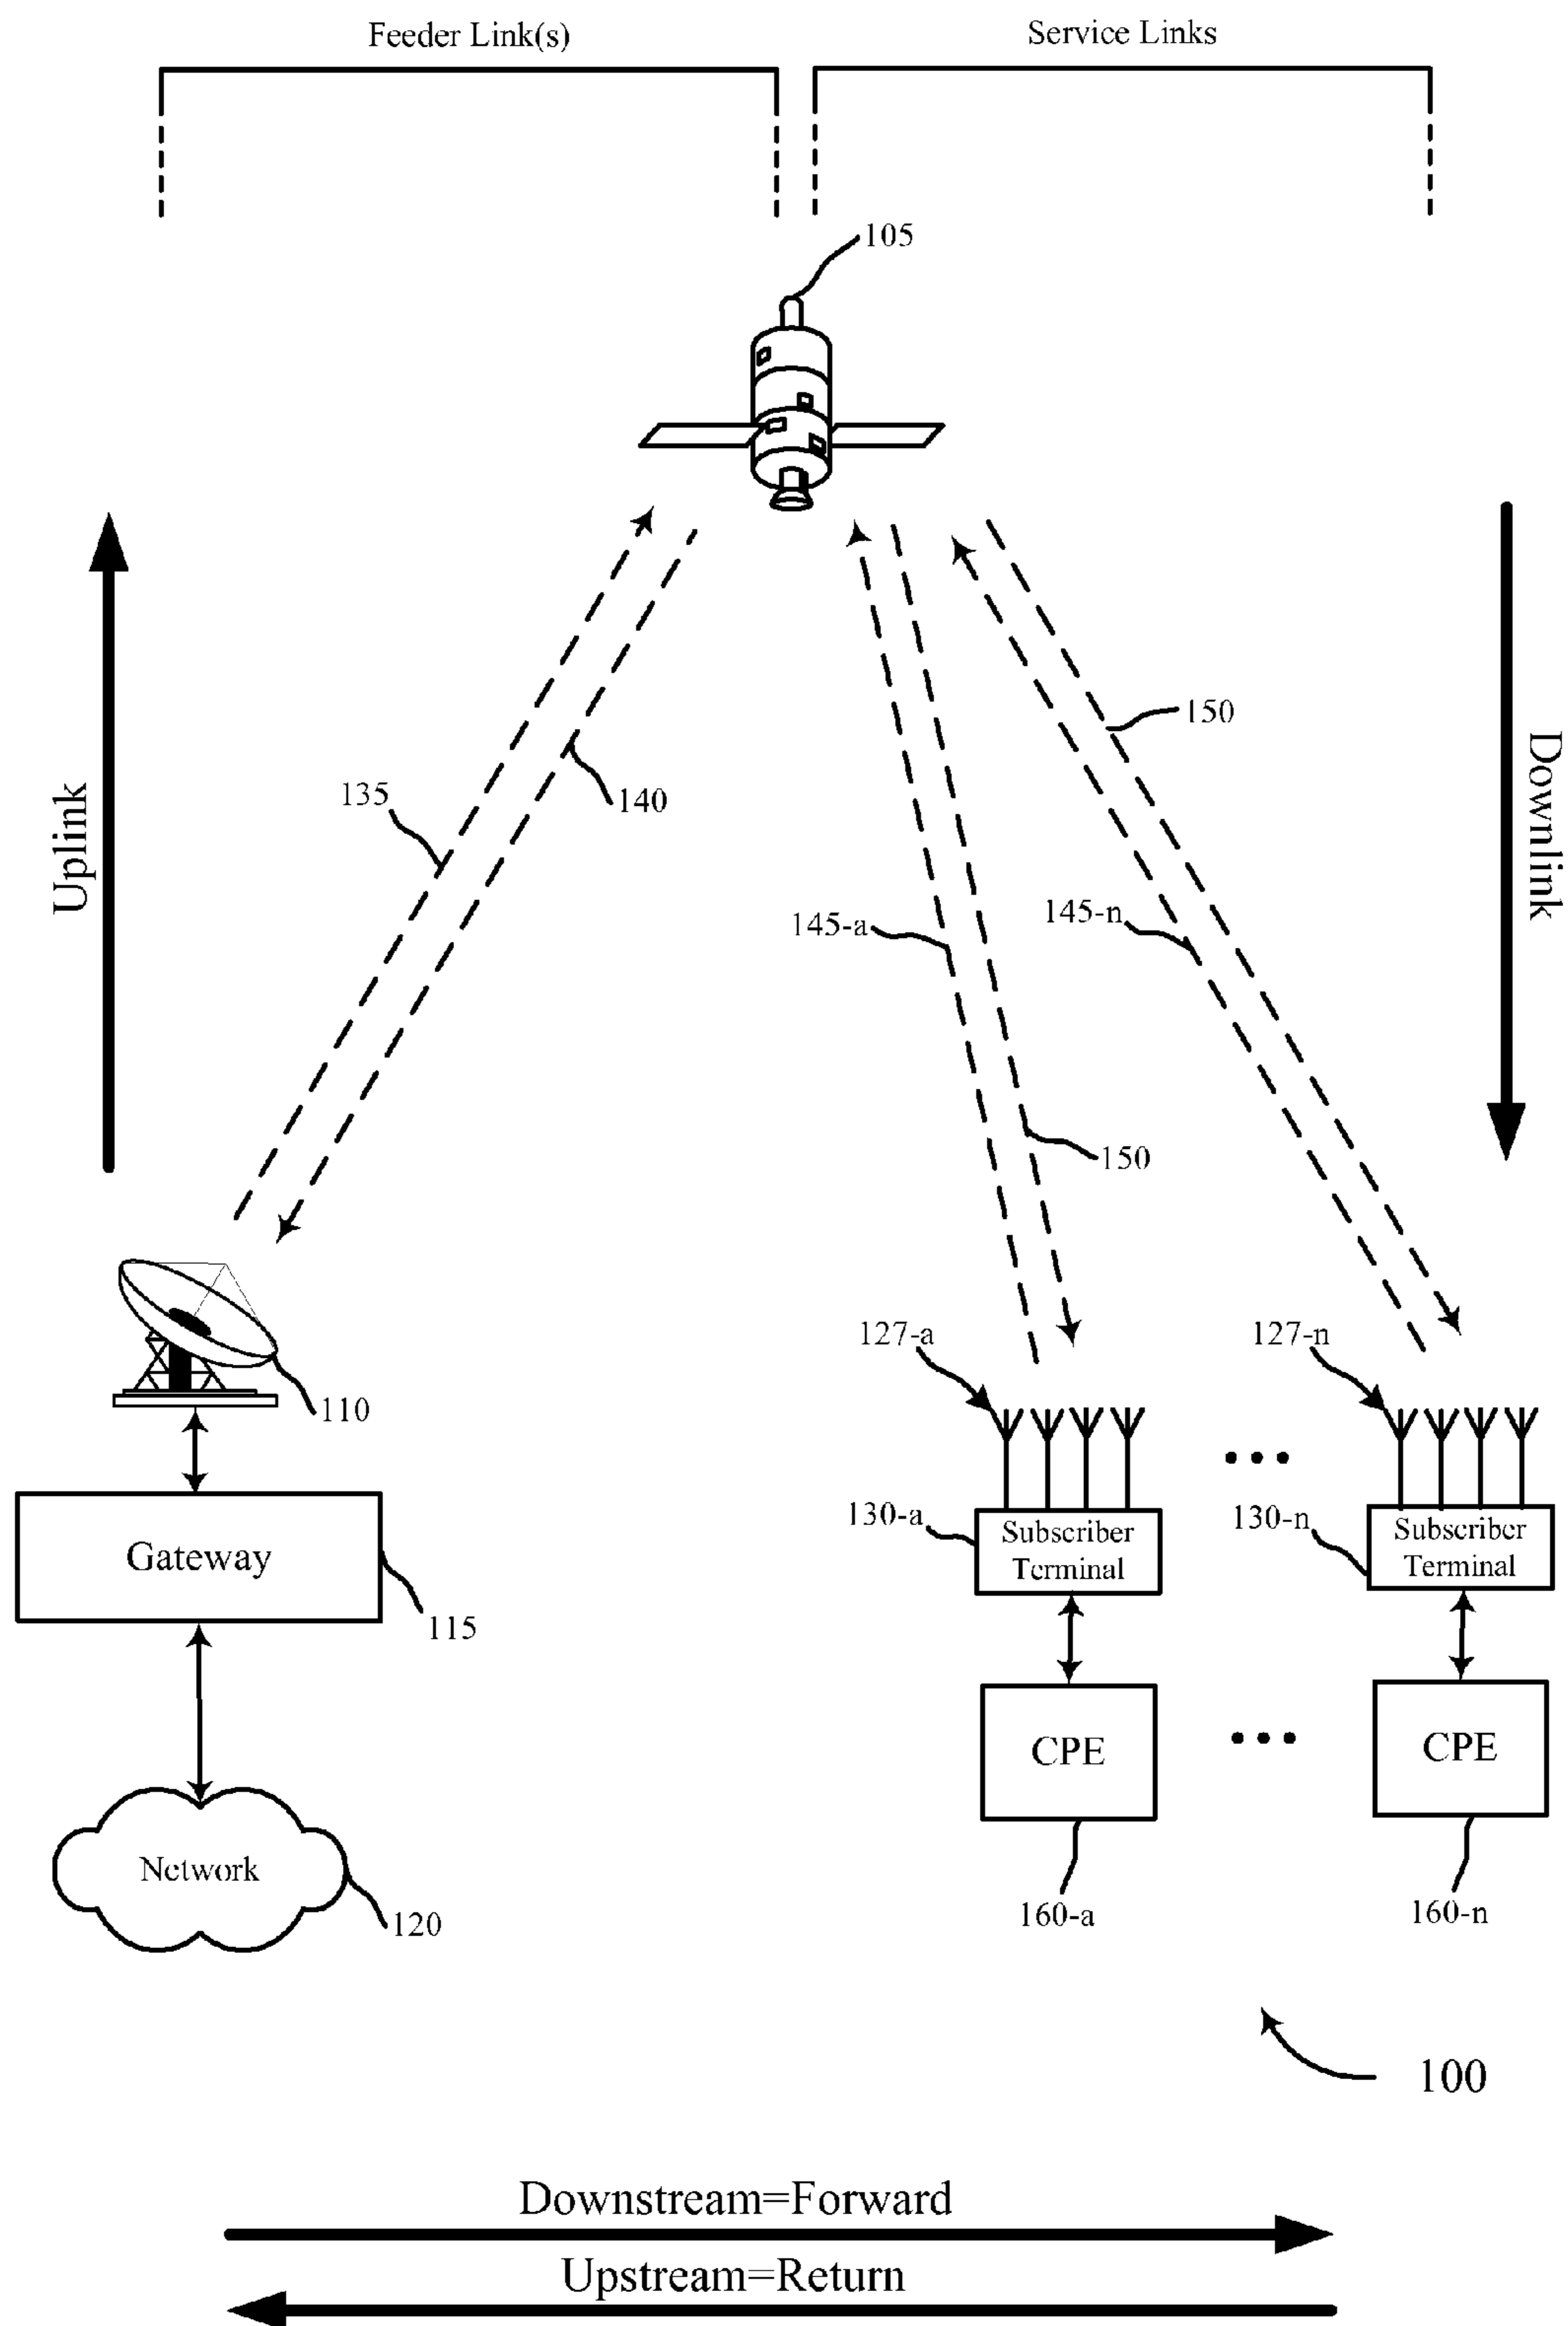 Feeder Link(s)
Service Links
105
Uplink
Downlink
135
140
150
145-a
145-n
150
127-a
127-n
110
130-a
Subscriber
Terminal
130-n
Subscriber
Terminal
Gateway
115
CPE
CPE
Network
120
160-a
160-n
100
Downstream=Forward
Upstream=Return